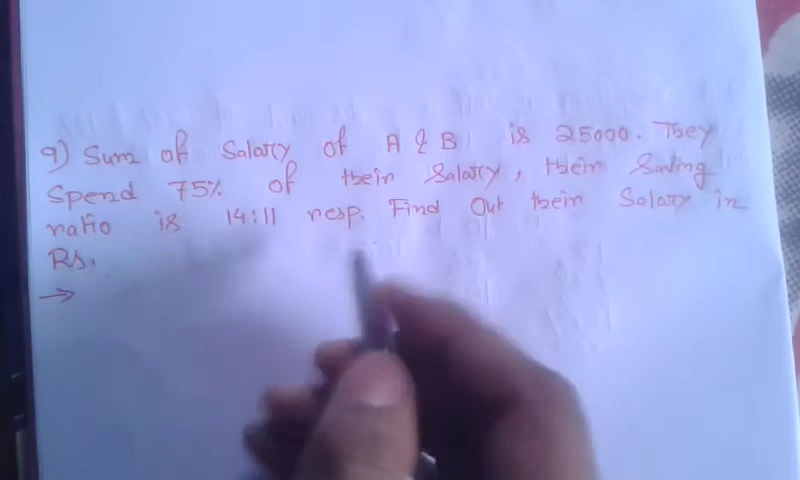 9) Sum of Salary of A & B is 25000. They
Spend 75% of their Salary, their Saving
ratio is 14:11 resp. Find Out their Salary in
Rs.
→